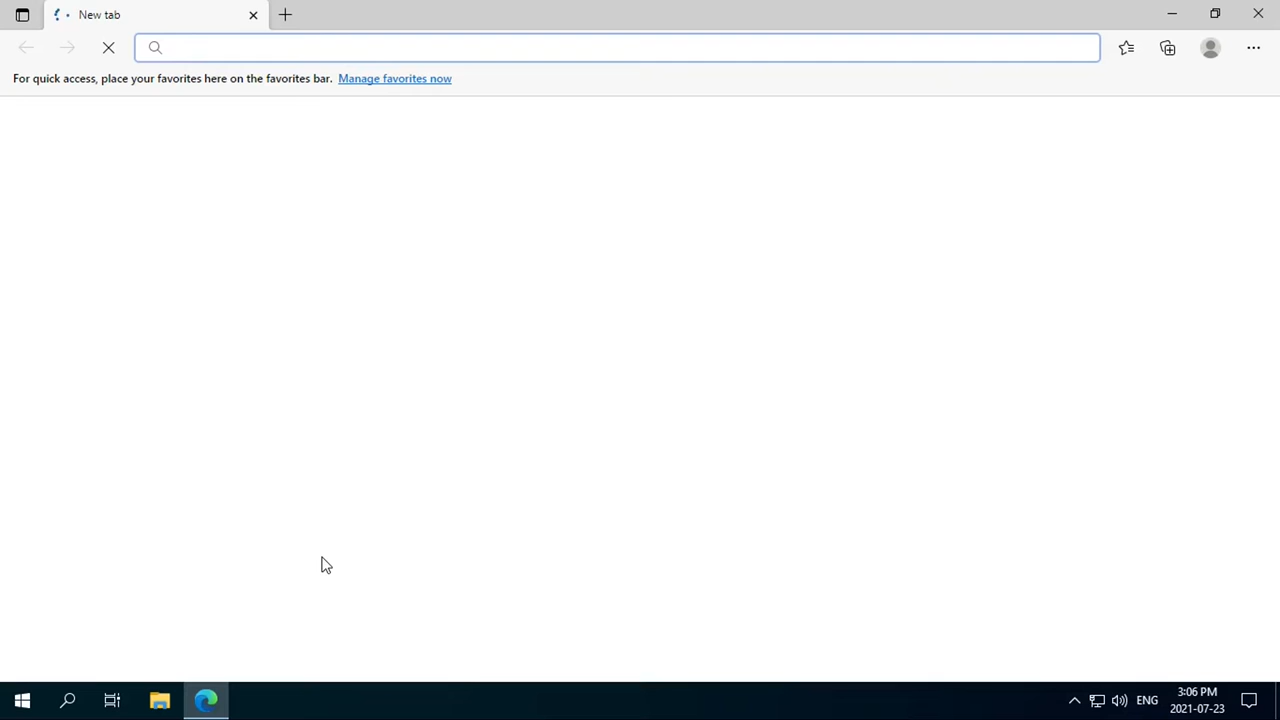 New tab
For quick access, place your favorites here on the favorites bar. Manage favorites now
ENG
3:06 PM
2021-07-23